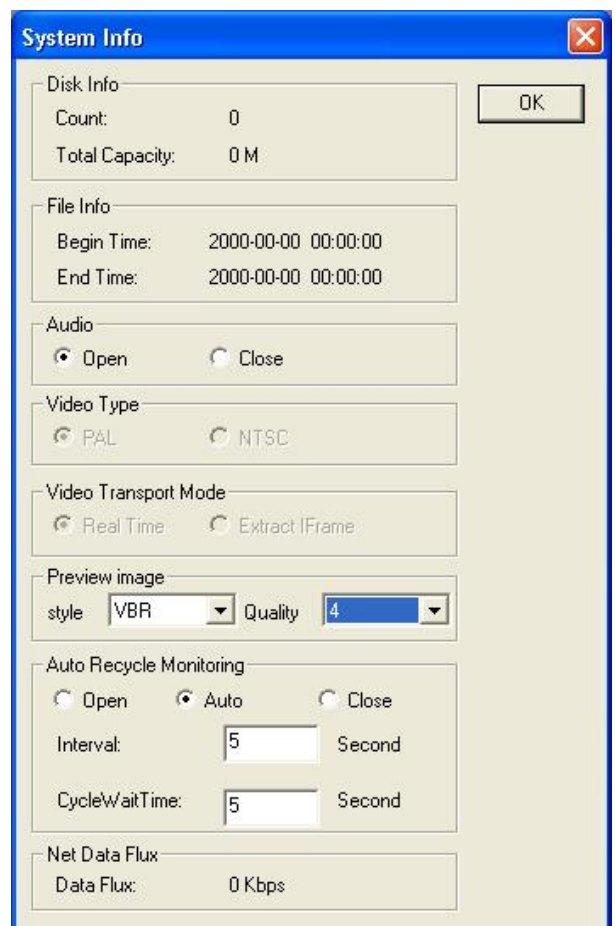 System Info
Disk Info
OK
Count: 0
Total Capacity: 0 M
File Info
Begin Time: 2000-00-00 00:00:00
End Time: 2000-00-00 00:00:00
Audio
Open Close
Video Type
PAL NTSC
Video Transport Mode
Real Time Extract IFrame
Preview image
style VBR Quality 4
Auto Recycle Monitoring
Open Auto Close
Interval: 5 Second
CycleWaitTime: 5 Second
Net Data Flux
Data Flux: 0 Kbps